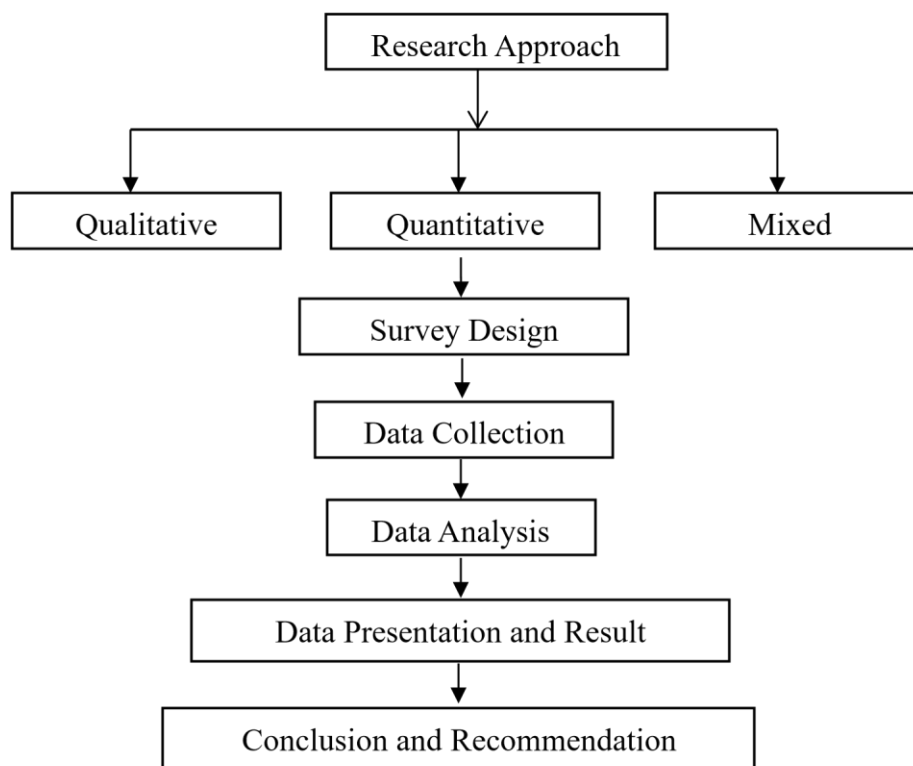 Research Approach
Qualitative
Quantitative
Mixed
Survey Design
Data Collection
Data Analysis
Data Presentation and Result
Conclusion and Recommendation